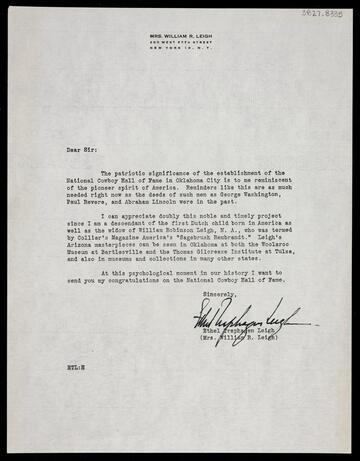 3827.8335
MRS. WILLIAM R. LEIGH
200 WEST 57TH STREET
NEW YORK 19, N. Y.
Dear Sir:
The patriotic significance of the establishment of the
National Cowboy Hall of Fame in Oklahoma City is to me reminiscent
of the pioneer spirit of America. Reminders like this are as much
needed right now as the deeds of such men as George Washington,
Paul Revere, and Abraham Lincoln were in the past.
I can appreciate doubly this noble and timely project
since I am a descendant of the first Dutch child born in America as
well as the widow of William Robinson Leigh, N. A., who was termed
by Collier's Magazine America's "Sagebrush Rembrandt." Leigh's
Arizona masterpieces can be seen in Oklahoma at both the Woolaroc
Museum at Bartlesville and the Thomas Gilcrease Institute at Tulsa,
and also in museums and collections in many other states.
At this psychological moment in our history I want to
send you my congratulations on the National Cowboy Hall of Fame.
Sincerely,
Ethel Traphagen Leigh
Ethel Traphagen Leigh
(Mrs. William R. Leigh)
ETL:H